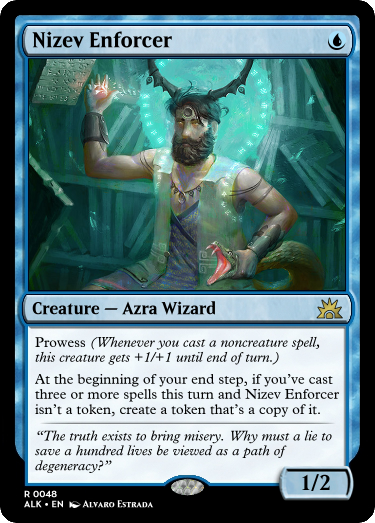 Nizev Enforcer
Creature — Azra Wizard
Prowess (Whenever you cast a noncreature spell,
this creature gets +1/+1 until end of turn.)
At the beginning of your end step, if you've cast
three or more spells this turn and Nizev Enforcer
isn't a token, create a token that's a copy of it.
"The truth exists to bring misery. Why must a lie to
save a hundred lives be viewed as a path of
degeneracy?"
1/2
R 0048
ALK • EN Alvaro Estrada